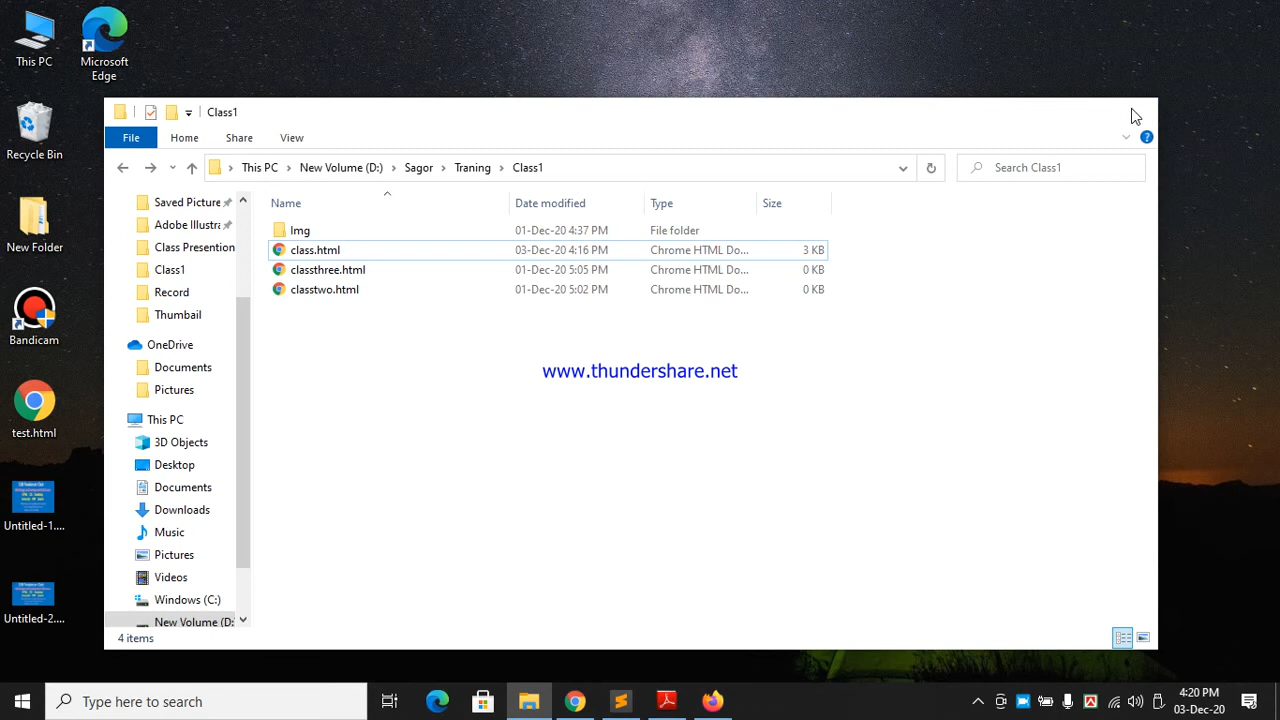 This PC
Microsoft
Edge
Recycle Bin
New Folder
Bandicam
test.html
Untitled-1....
Untitled-2....
Class1
File
Home
Share
View
This PC
New Volume (D:)
Sagor
Traning
Class1
Search Class1
Name
Date modified
Type
Size
Img
01-Dec-20 4:37 PM
File folder
class.html
03-Dec-20 4:16 PM
Chrome HTML Do...
3 KB
classthree.html
01-Dec-20 5:05 PM
Chrome HTML Do...
0 KB
classtwo.html
01-Dec-20 5:02 PM
Chrome HTML Do...
0 KB
Saved Picture
Adobe Illustra
Class Presention
Class1
Record
Thumbail
OneDrive
Documents
Pictures
This PC
3D Objects
Desktop
Documents
Downloads
Music
Pictures
Videos
Windows (C:)
New Volume (D:
www.thundershare.net
4 items
Type here to search
4:20 PM
03-Dec-20